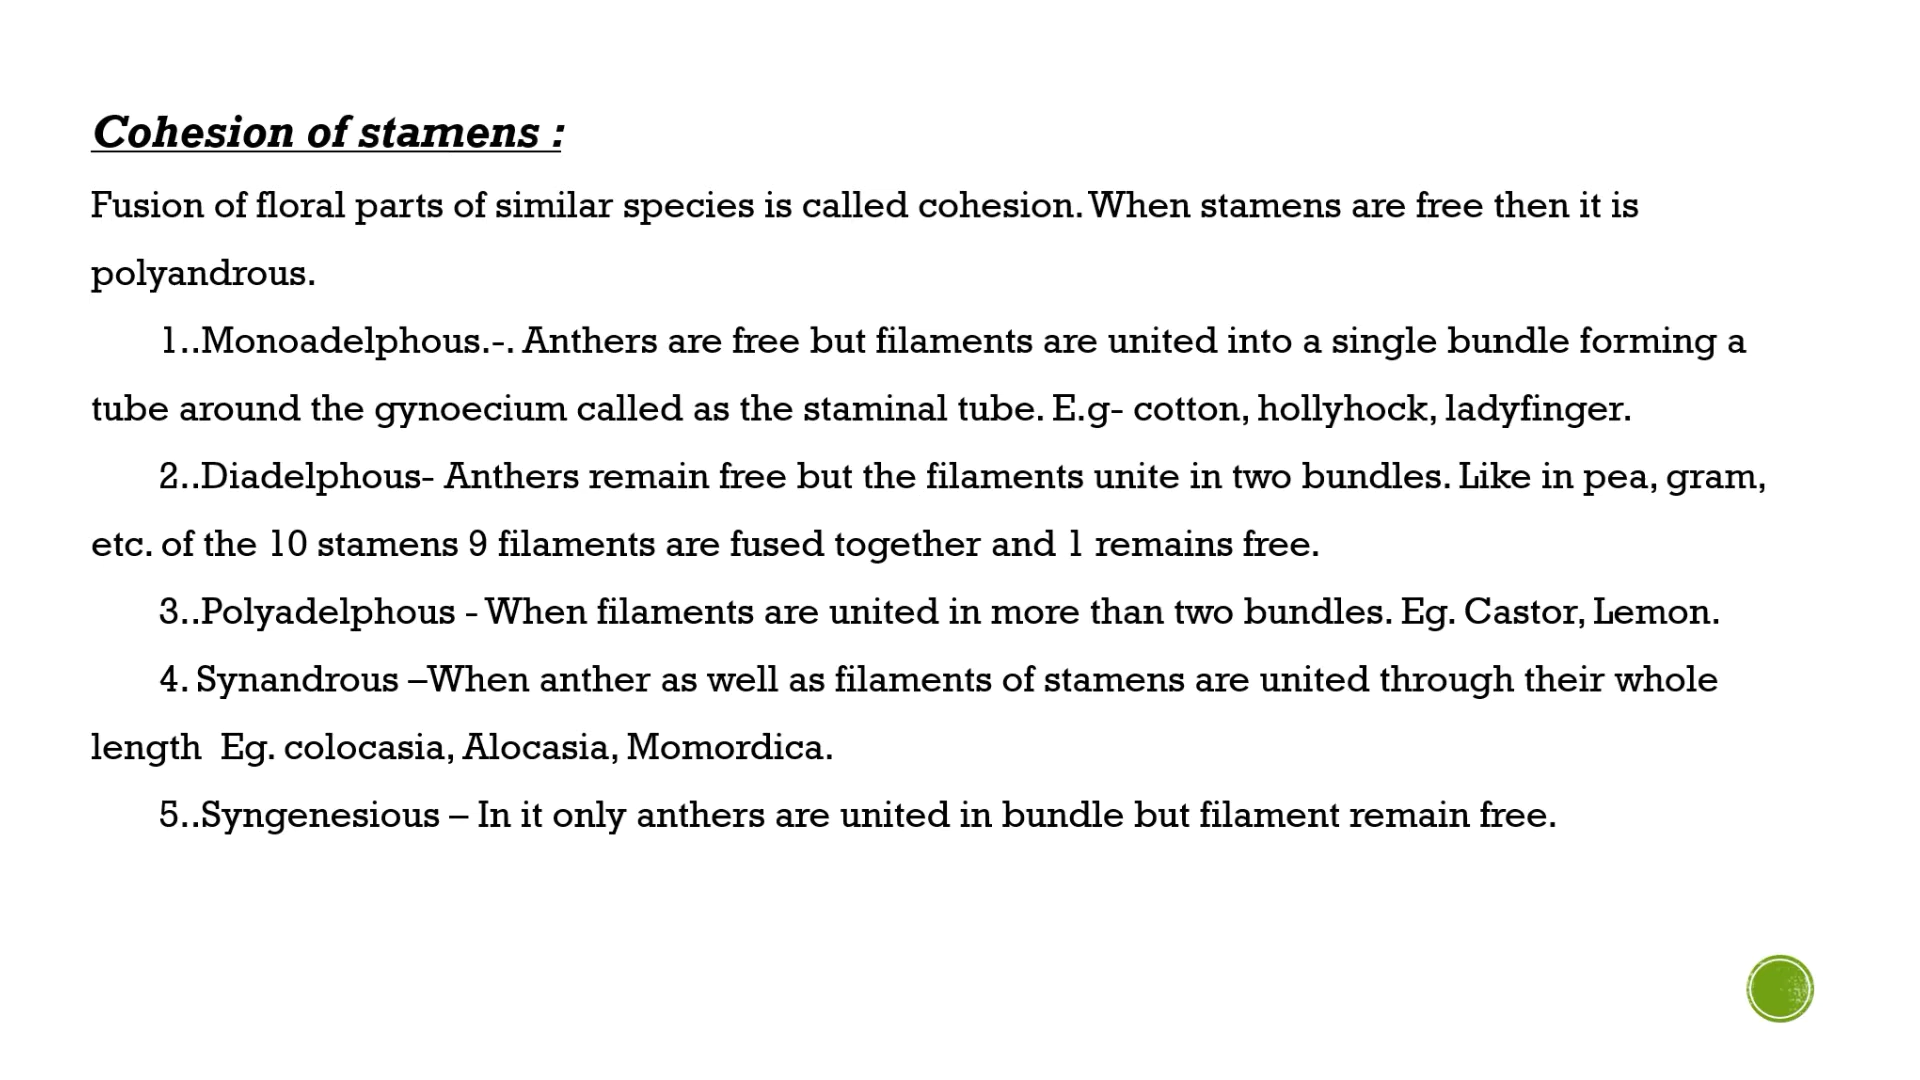 Cohesion of stamens :
Fusion of floral parts of similar species is called cohesion. When stamens are free then it is
polyandrous.
1..Monoadelphous.-. Anthers are free but filaments are united into a single bundle forming a
tube around the gynoecium called as the staminal tube. E.g- cotton, hollyhock, ladyfinger.
2..Diadelphous- Anthers remain free but the filaments unite in two bundles. Like in pea, gram,
etc. of the 10 stamens 9 filaments are fused together and 1 remains free.
3..Polyadelphous - When filaments are united in more than two bundles. Eg. Castor, Lemon.
4. Synandrous –When anther as well as filaments of stamens are united through their whole
length  Eg. colocasia, Alocasia, Momordica.
5..Syngenesious – In it only anthers are united in bundle but filament remain free.